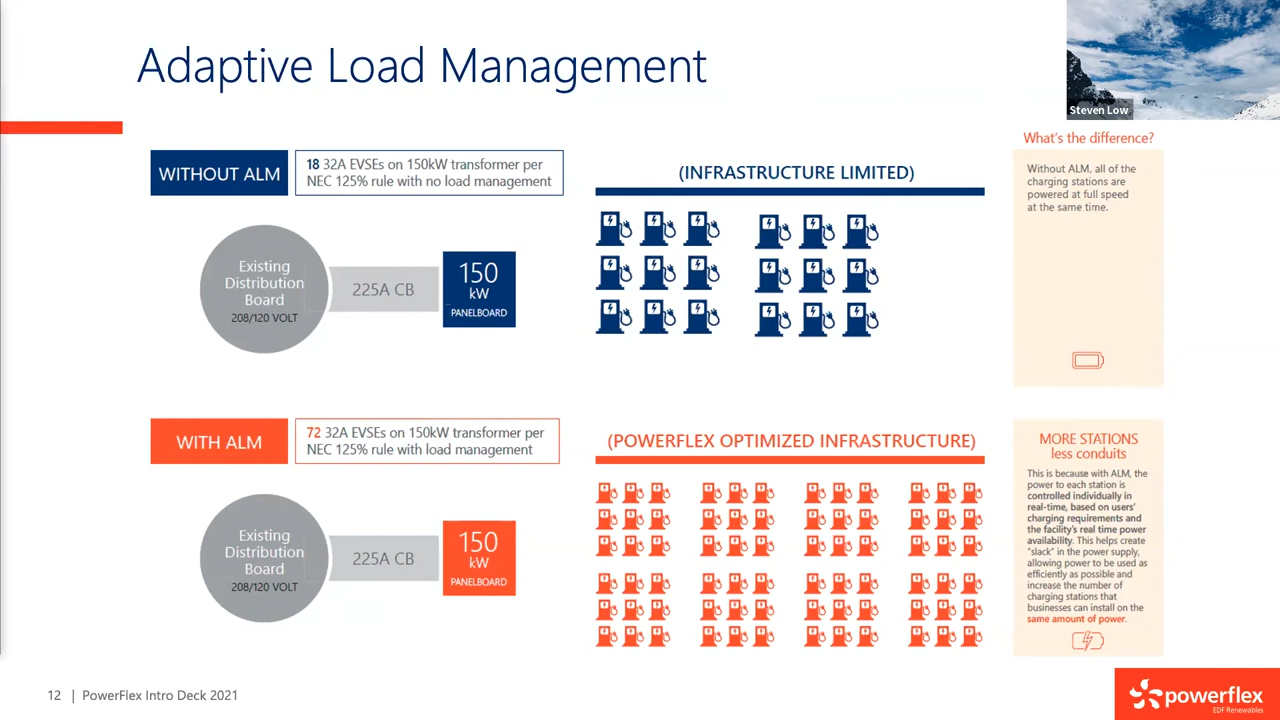 Adaptive Load Management
Steven Low
WITHOUT ALM
18 32A EVSEs on 150kW transformer per
NEC 125% rule with no load management
Existing
Distribution
Board
208/120 VOLT
225A CB
150
kW
PANELBOARD
(INFRASTRUCTURE LIMITED)
What's the difference?
Without ALM, all of the
charging stations are
powered at full speed
at the same time.
WITH ALM
72 32A EVSEs on 150kW transformer per
NEC 125% rule with load management
Existing
Distribution
Board
208/120 VOLT
225A CB
150
kW
PANELBOARD
(POWERFLEX OPTIMIZED INFRASTRUCTURE)
MORE STATIONS
less conduits
This is because with ALM, the
power to each station is
controlled individually in
real-time, based on users'
charging requirements and
the facility's real time power
availability. This helps create
"slack" in the power supply,
allowing power to be used as
efficiently as possible and
increase the number of
charging stations that
businesses can install on the
same amount of power.
12 | PowerFlex Intro Deck 2021
powerflex
EDF Renewables